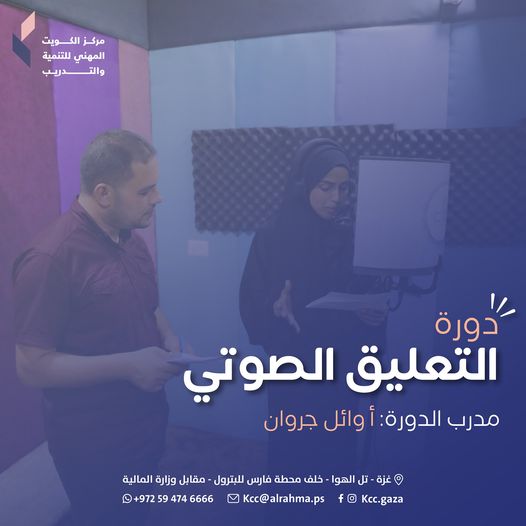 مركز الكويت
المهني للتنمية
والتدريب
دورة
التعليق الصوتي
مدرب الدورة: أ وائل جروان
غزة - تل الهوا - خلف محطة فارس للبترول - مقابل وزارة المالية
+972 59 474 6666 Kcc@alrahma.ps Kcc.gaza